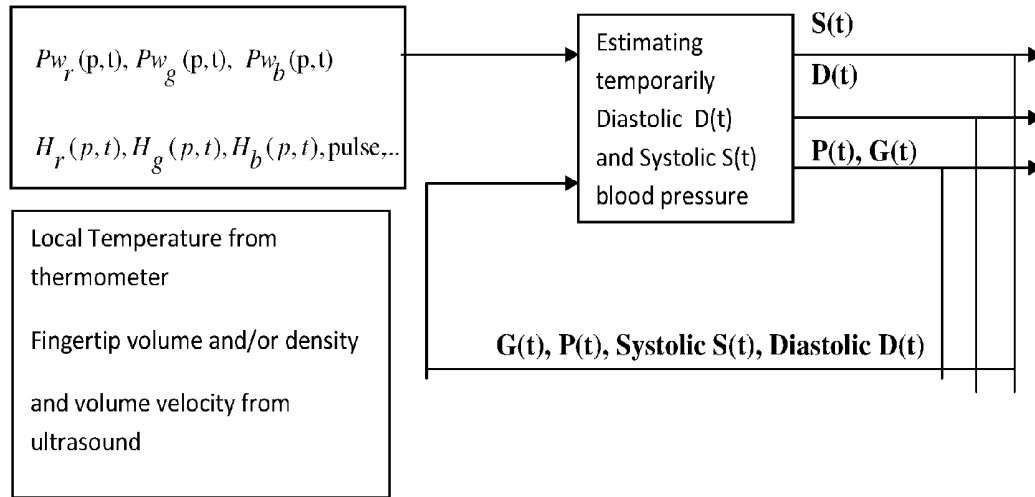 Pw_r(p,t), Pw_g(p,t), Pw_b(p,t)
H_r(p,t), H_g(p,t), H_b(p,t), pulse,..
Local Temperature from
thermometer
Fingertip volume and/or density
and volume velocity from
ultrasound
Estimating
temporarily
Diastolic D(t)
and Systolic S(t)
blood pressure
S(t)
D(t)
P(t), G(t)
G(t), P(t), Systolic S(t), Diastolic D(t)